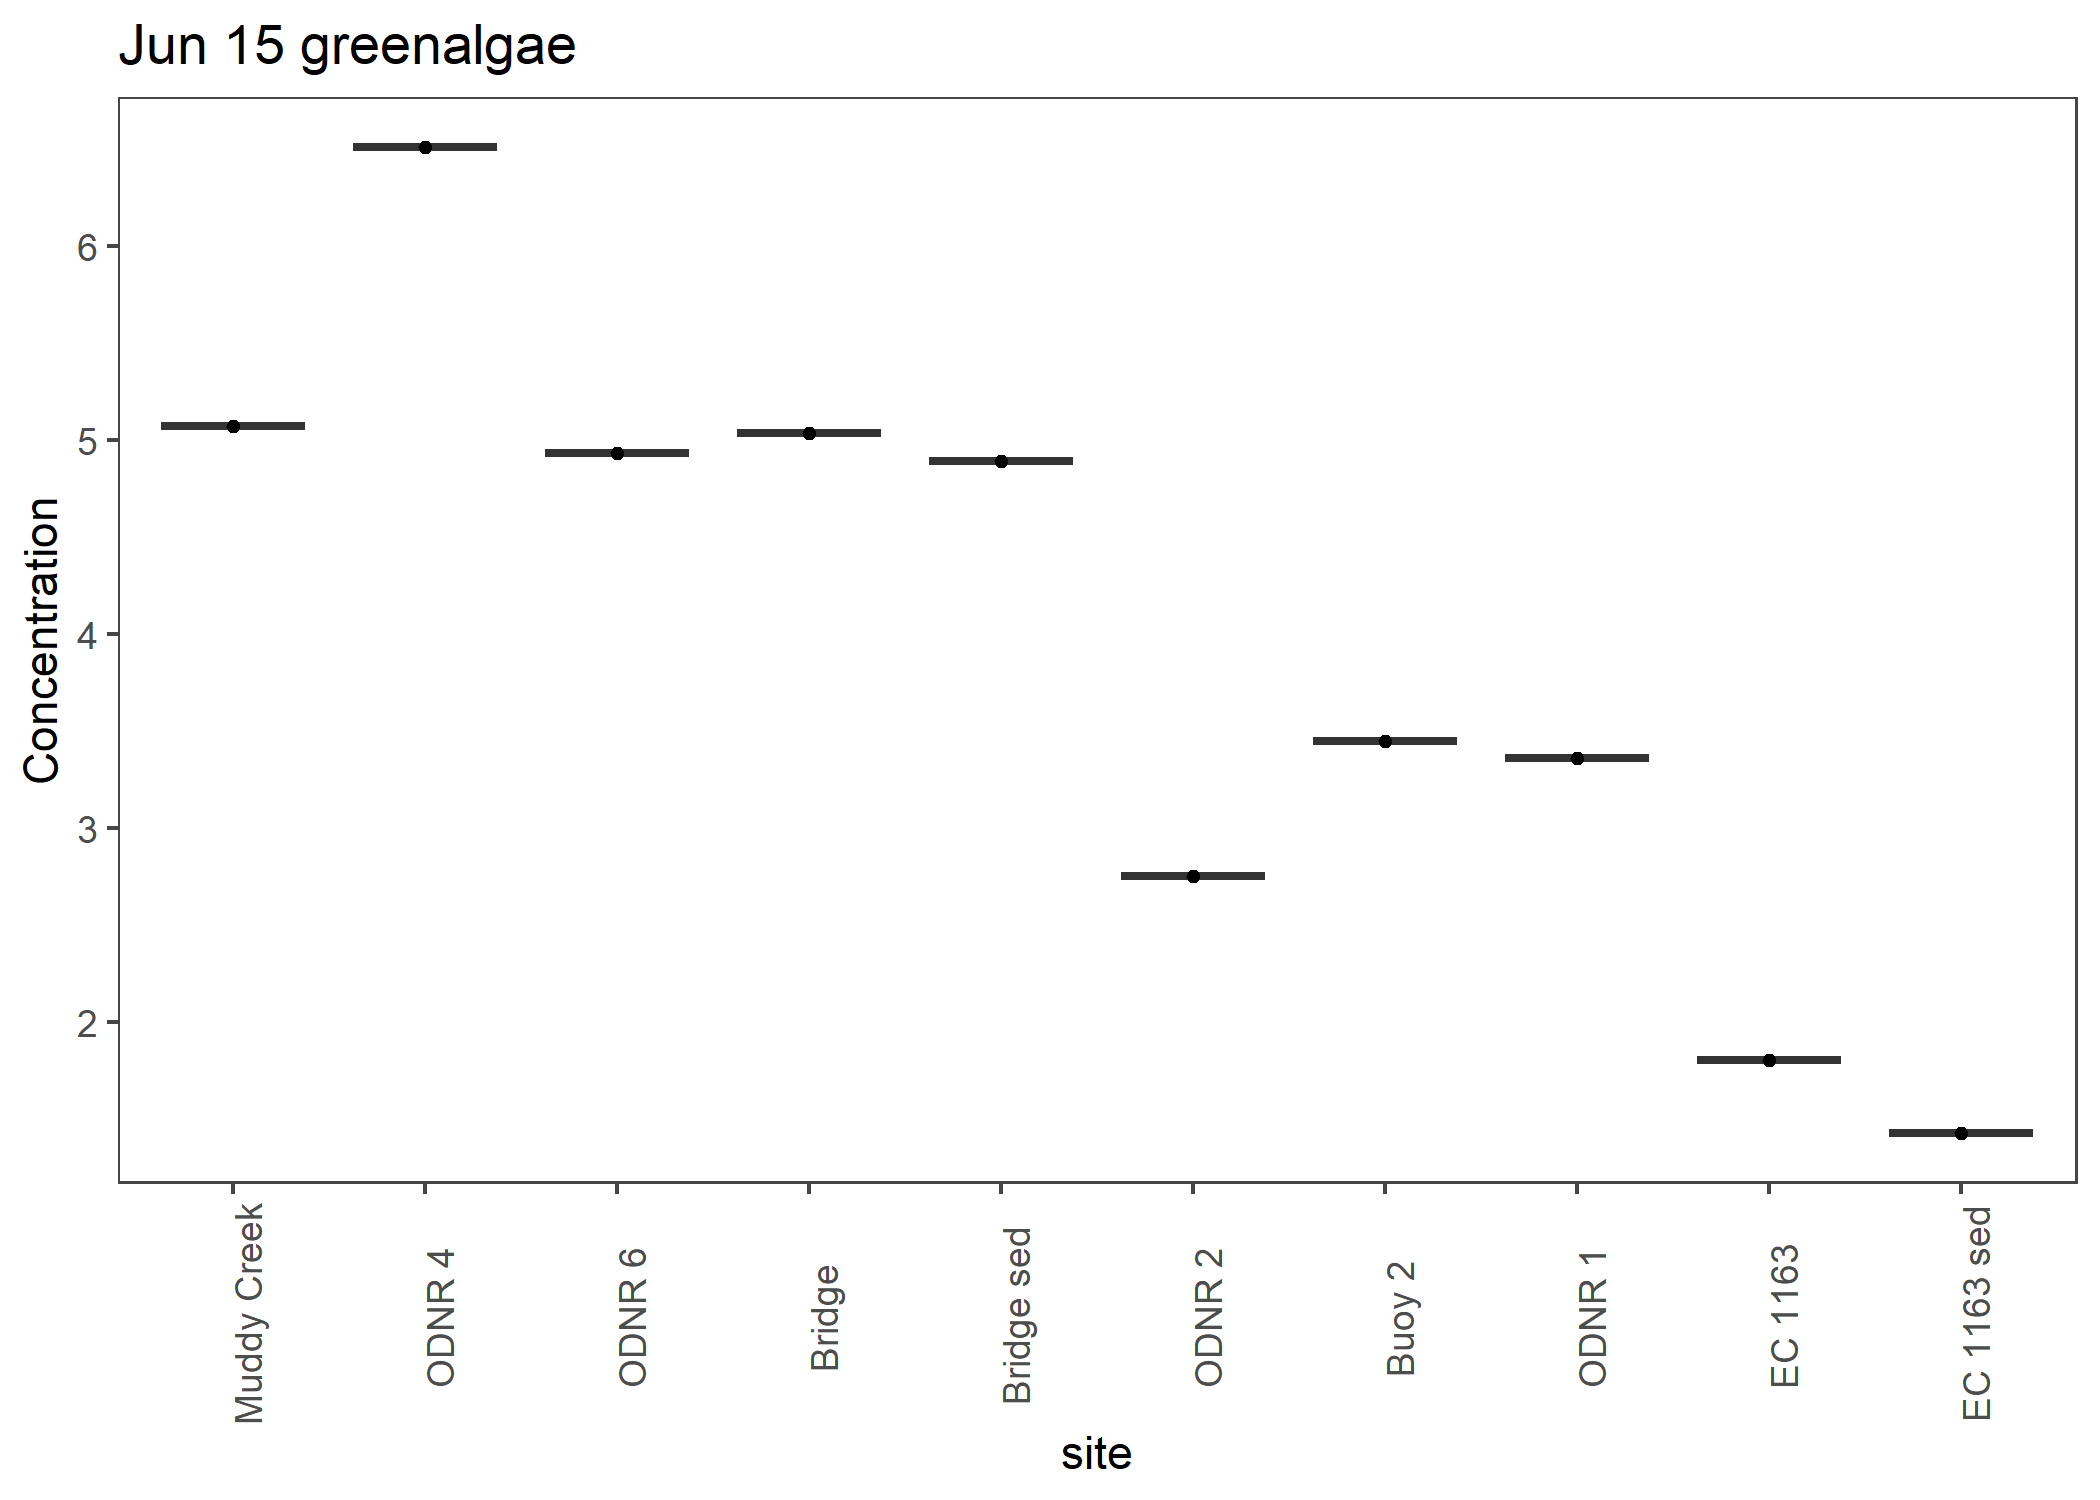 Jun 15 greenalgae
Concentration
6
5
4
3
2
Muddy Creek
ODNR 4
ODNR 6
Bridge
Bridge sed
ODNR 2
Buoy 2
ODNR 1
EC 1163
EC 1163 sed
site